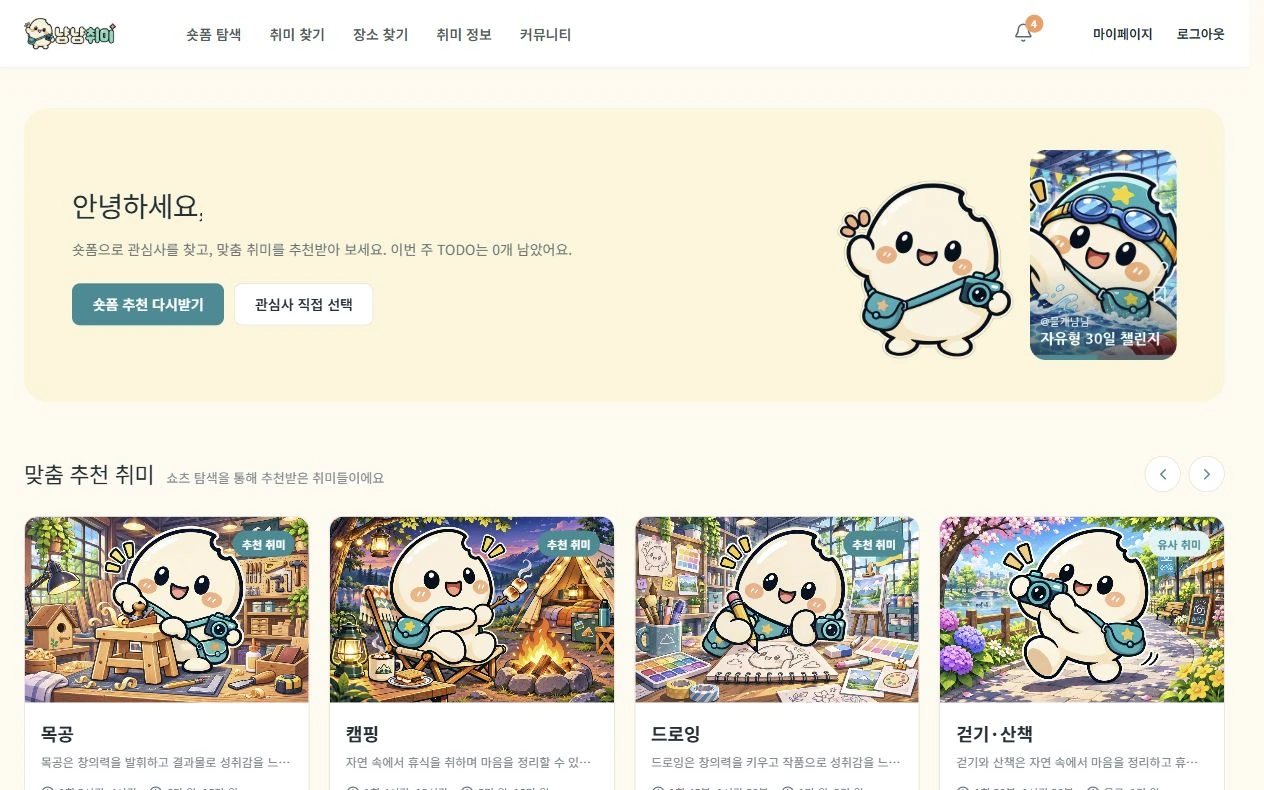 냠냠취미
숏폼 탐색
취미 찾기
장소 찾기
취미 정보
커뮤니티
4
마이페이지
로그아웃
안녕하세요,
숏폼으로 관심사를 찾고, 맞춤 취미를 추천받아 보세요. 이번 주 TODO는 0개 남았어요.
숏폼 추천 다시받기
관심사 직접 선택
@물개냠냠
자유형 30일 챌린지
맞춤 추천 취미
쇼츠 탐색을 통해 추천받은 취미들이에요
추천 취미
추천 취미
추천 취미
유사 취미
목공
캠핑
드로잉
걷기·산책
목공은 창의력을 발휘하고 결과물로 성취감을 느…
자연 속에서 휴식을 취하며 마음을 정리할 수 있…
드로잉은 창의력을 키우고 작품으로 성취감을 느…
걷기와 산책은 자연 속에서 마음을 정리하고 휴…